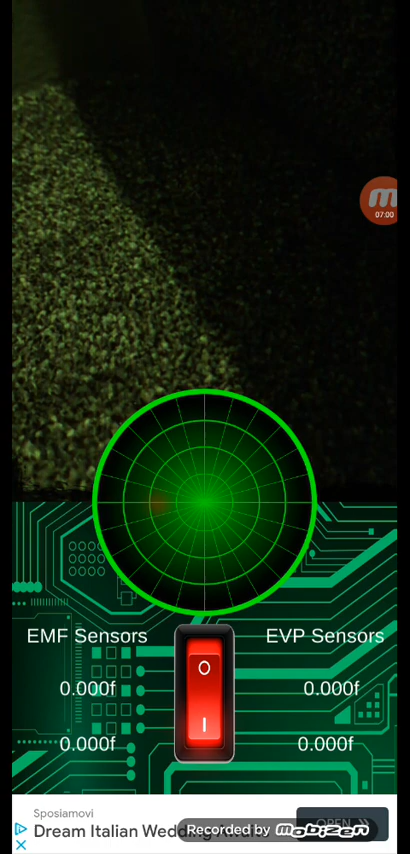 07:00
EMF Sensors
EVP Sensors
0.000f
0.000f
0.000f
0.000f
Sposiamovi
OPEN
Dream Italian Wedding Awaits
Recorded by mobizen